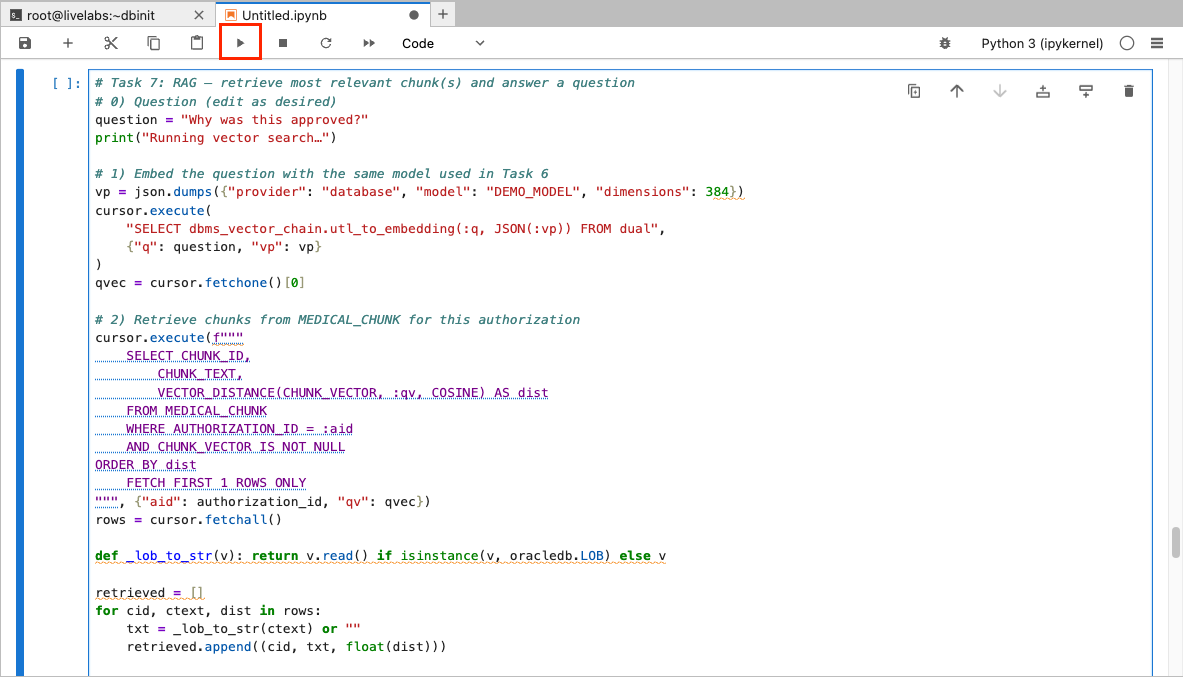 root@livelabs:~dbinit
Untitled.ipynb
Code
Python 3 (ipykernel)
[ ]:
# Task 7: RAG — retrieve most relevant chunk(s) and answer a question
# 0) Question (edit as desired)
question = "Why was this approved?"
print("Running vector search…")

# 1) Embed the question with the same model used in Task 6
vp = json.dumps({"provider": "database", "model": "DEMO_MODEL", "dimensions": 384})
cursor.execute(
    "SELECT dbms_vector_chain.utl_to_embedding(:q, JSON(:vp)) FROM dual",
    {"q": question, "vp": vp}
)
qvec = cursor.fetchone()[0]

# 2) Retrieve chunks from MEDICAL_CHUNK for this authorization
cursor.execute(f"""
    SELECT CHUNK_ID,
        CHUNK_TEXT,
        VECTOR_DISTANCE(CHUNK_VECTOR, :qv, COSINE) AS dist
    FROM MEDICAL_CHUNK
    WHERE AUTHORIZATION_ID = :aid
    AND CHUNK_VECTOR IS NOT NULL
ORDER BY dist
    FETCH FIRST 1 ROWS ONLY
""", {"aid": authorization_id, "qv": qvec})
rows = cursor.fetchall()

def _lob_to_str(v): return v.read() if isinstance(v, oracledb.LOB) else v

retrieved = []
for cid, ctext, dist in rows:
    txt = _lob_to_str(ctext) or ""
    retrieved.append((cid, txt, float(dist)))